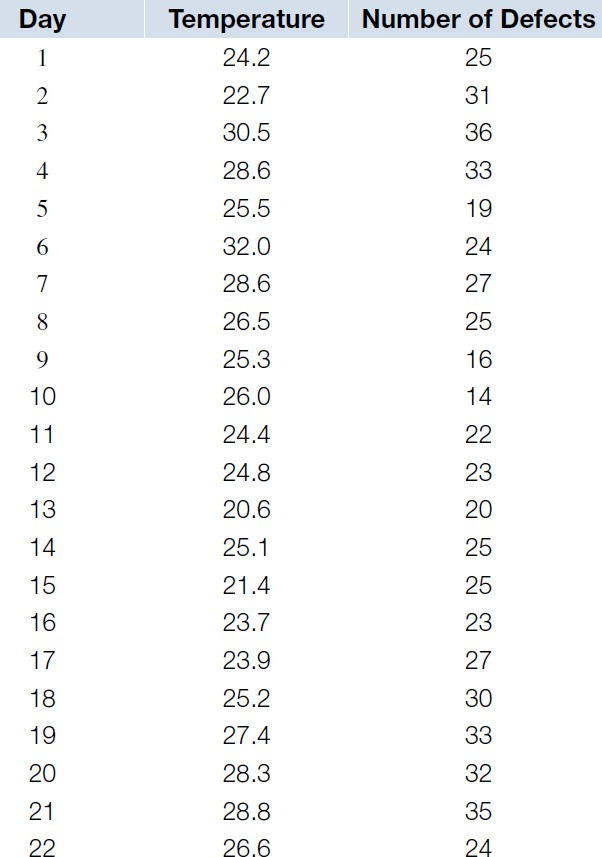 Day Temperature Number of Defects
1 24.2 25
2 22.7 31
3 30.5 36
4 28.6 33
5 25.5 19
6 32.0 24
7 28.6 27
8 26.5 25
9 25.3 16
10 26.0 14
11 24.4 22
12 24.8 23
13 20.6 20
14 25.1 25
15 21.4 25
16 23.7 23
17 23.9 27
18 25.2 30
19 27.4 33
20 28.3 32
21 28.8 35
22 26.6 24